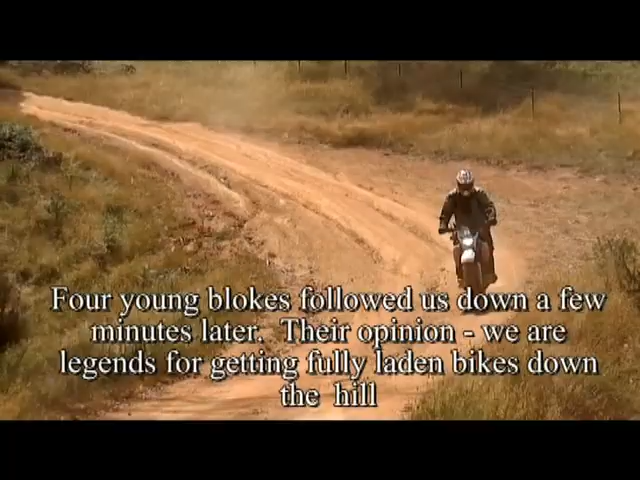 Four young blokes followed us down a few
minutes later.  Their opinion - we are
legends for getting fully laden bikes down
the hill